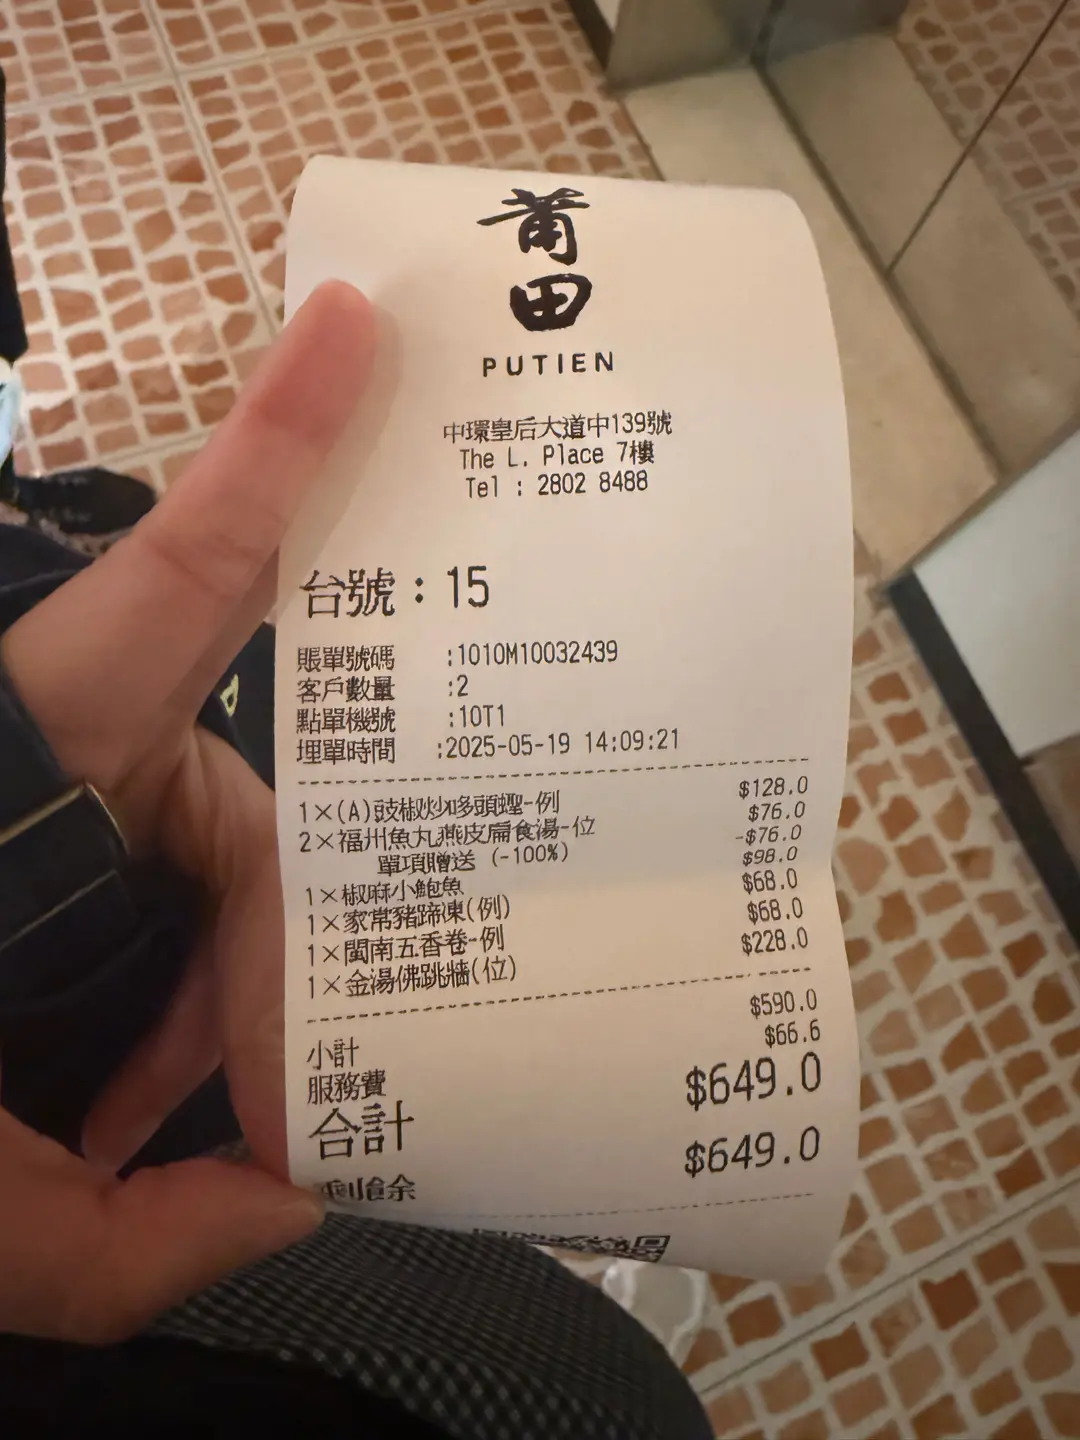 莆
田
PUTIEN
中環皇后大道中139號
The L. Place 7樓
Tel : 2802 8488
台號：15
賬單號碼 :1010M10032439
客戶數量 :2
點單機號 :10T1
埋單時間 :2025-05-19 14:09:21
1×(A)豉椒炒哆頭蟶-例 $128.0
2×福州魚丸燕皮扁食湯-位 $76.0
單項贈送 (-100%) -$76.0
1×椒麻小鮑魚 $98.0
1×家常豬蹄凍(例) $68.0
1×閩南五香卷-例 $68.0
1×金湯佛跳牆(位) $228.0
小計 $590.0
服務費 $66.6
合計 $649.0
剩餘 $649.0